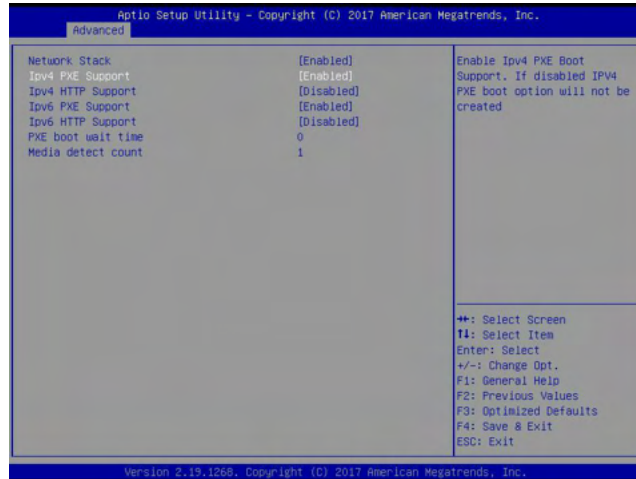 Aptio Setup Utility – Copyright (C) 2017 American Megatrends, Inc.
Advanced
Network Stack [Enabled]
Ipv4 PXE Support [Enabled]
Ipv4 HTTP Support [Disabled]
Ipv6 PXE Support [Enabled]
Ipv6 HTTP Support [Disabled]
PXE boot wait time 0
Media detect count 1
Enable Ipv4 PXE Boot
Support. If disabled IPV4
PXE boot option will not be
created
→←: Select Screen
↑↓: Select Item
Enter: Select
+/-: Change Opt.
F1: General Help
F2: Previous Values
F3: Optimized Defaults
F4: Save & Exit
ESC: Exit
Version 2.19.1268. Copyright (C) 2017 American Megatrends, Inc.